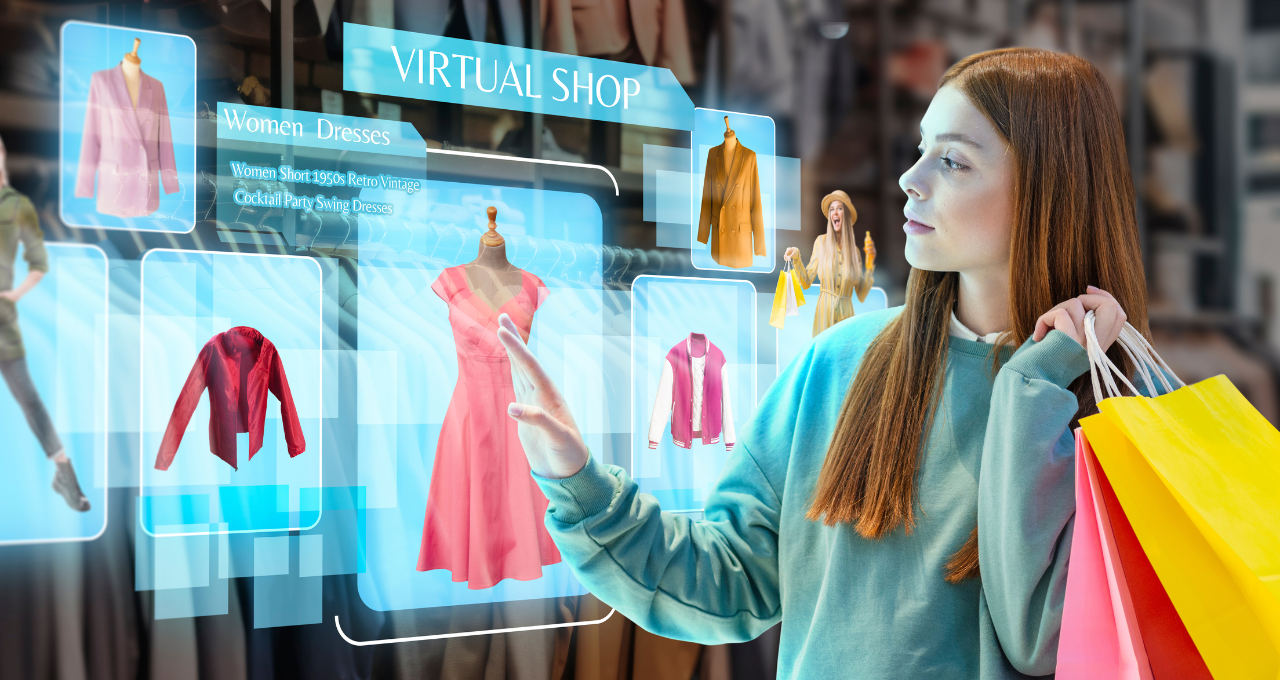 VIRTUAL SHOP
Women Dresses
Women Short 1950s Retro Vintage
Cocktail Party Swing Dresses